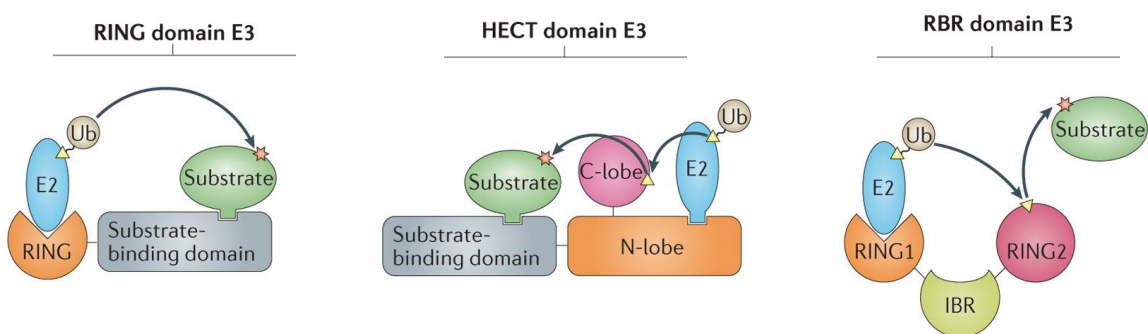 RING domain E3
Ub
E2
Substrate
RING
Substrate-
binding domain
HECT domain E3
Ub
C-lobe
E2
Substrate
Substrate-
binding domain
N-lobe
RBR domain E3
Ub
Substrate
E2
RING1
RING2
IBR